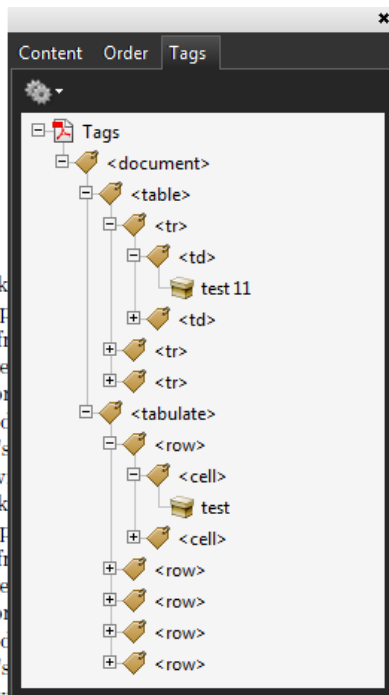 Content Order Tags
Tags
<document>
<table>
<tr>
<td>
test 11
<td>
<tr>
<tr>
<tabulate>
<row>
<cell>
test
<cell>
<row>
<row>
<row>
<row>